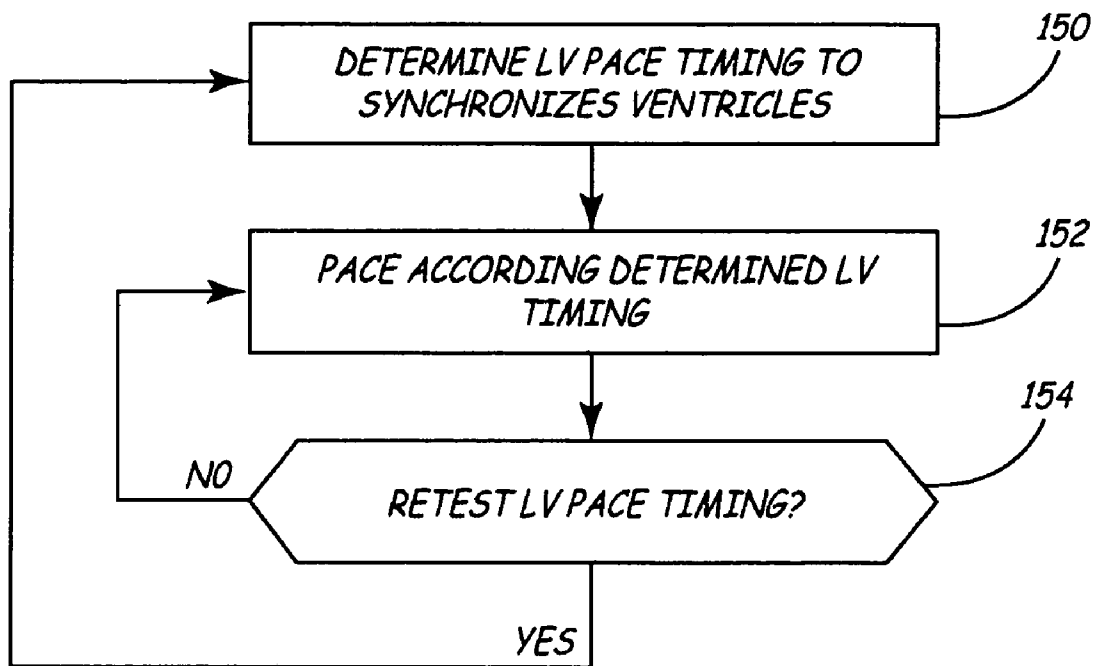 150
DETERMINE LV PACE TIMING TO
SYNCHRONIZES VENTRICLES
152
PACE ACCORDING DETERMINED LV
TIMING
154
NO
RETEST LV PACE TIMING?
YES